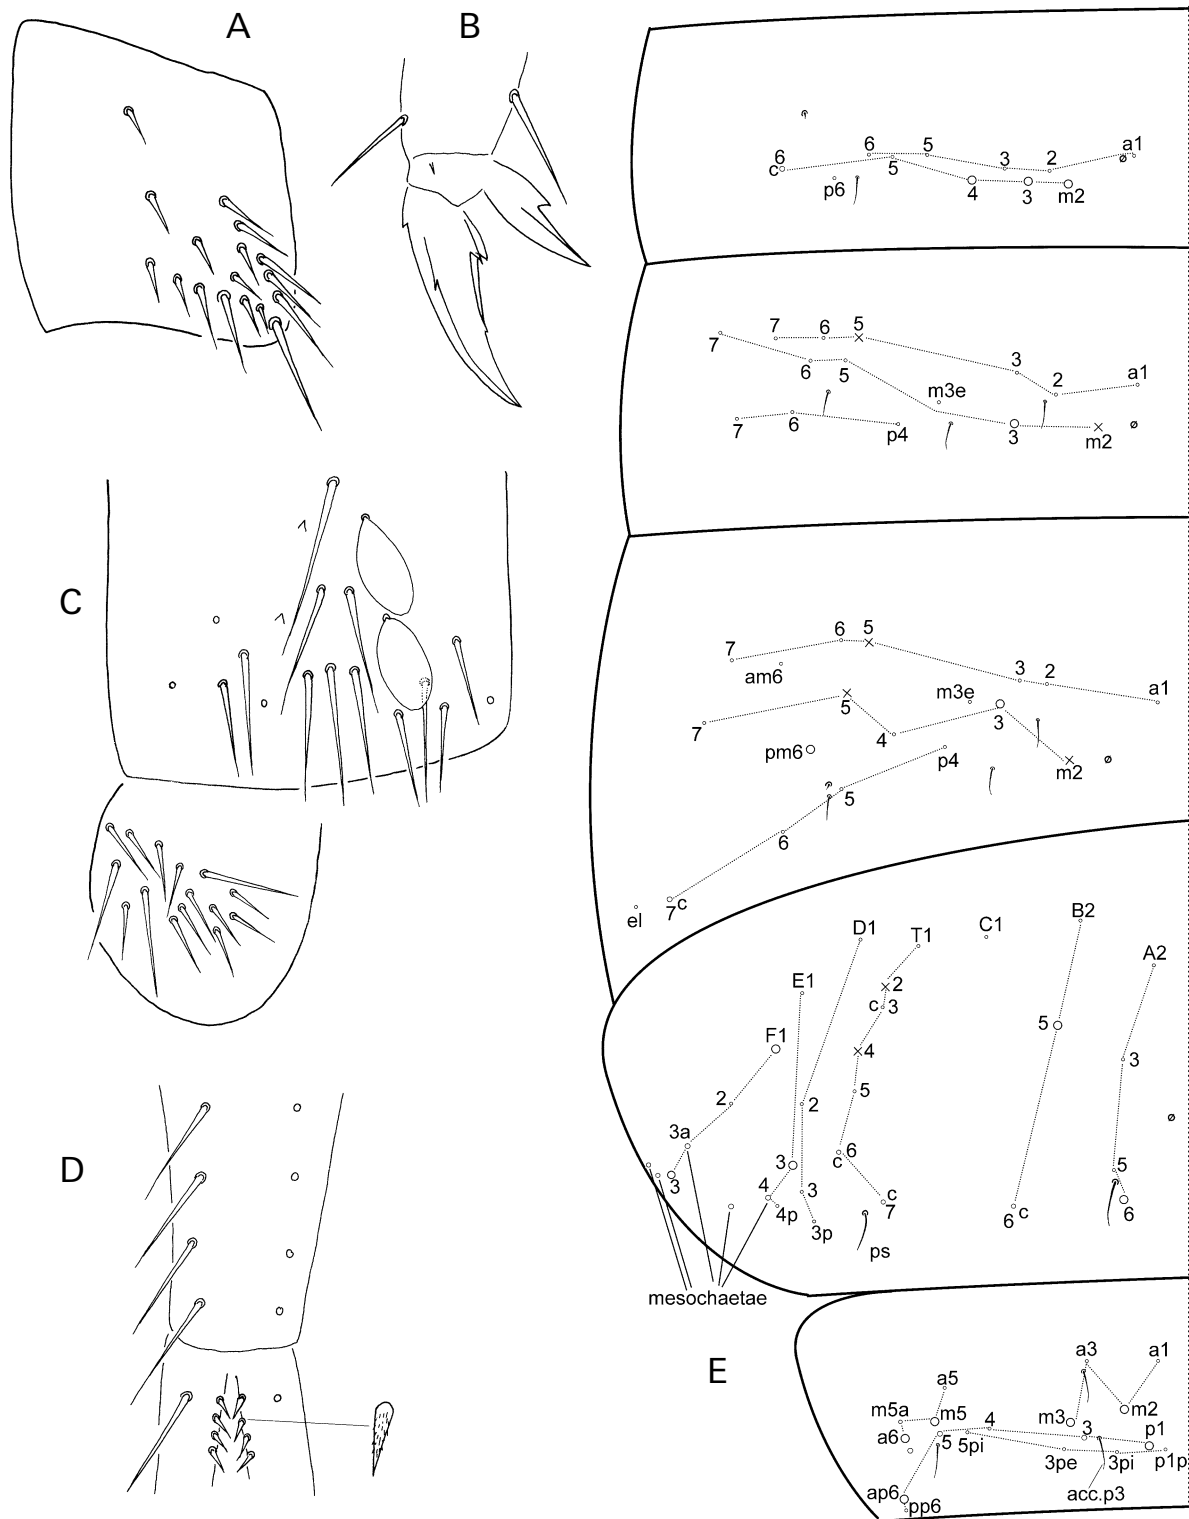 A
B
6 5 3 2 a1
6
c 5 4 3 m2
p6
7 7 6 5 3 2 a1
6 5 m3e
7 6 p4 3 m2
C
7 6 5 3 2 a1
am6 m3e
7 5 4 3
pm6 p4 m2
5
6
el 7 c
D1 T1 C1 B2
A2
E1 2
c 3 5
F1 4 3
2 2 5
3a c 6 5
3 3 3 c
4 4p 3p 7 6 c 6
ps
mesochaetae
D
E
a3 a1
a5
m5a m5 m3 m2
a6 5 5pi 4 3 p1
3pe 3pi p1p
ap6 pp6 acc.p3